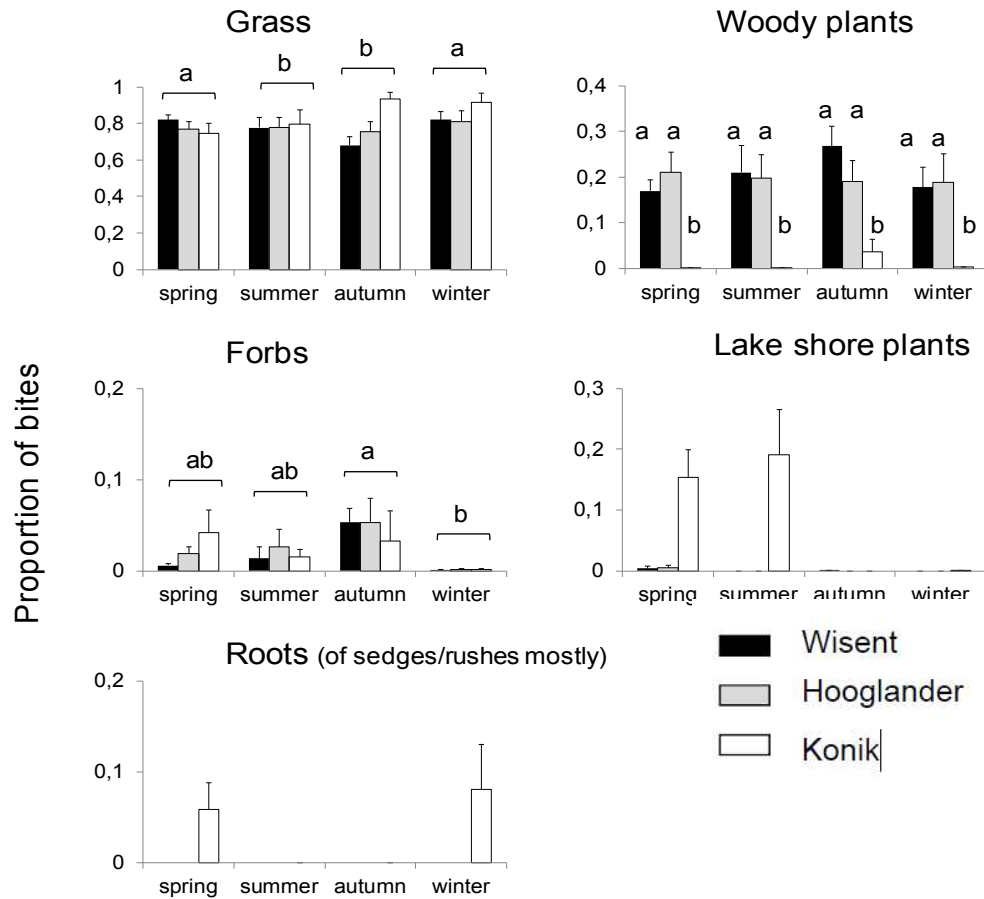 Grass
a b b a
1
0,8
0,6
0,4
0,2
0
spring summer autumn winter
Woody plants
0,4
0,3
0,2
0,1
0
a a b a a b a a b a a b
spring summer autumn winter
Proportion of bites
Forbs
0,2
0,1
0
ab ab a b
spring summer autumn winter
Lake shore plants
0,3
0,2
0,1
0
spring summer autumn winter
Roots (of sedges/rushes mostly)
0,2
0,1
0
spring summer autumn winter
Wisent
Hooglander
Konik